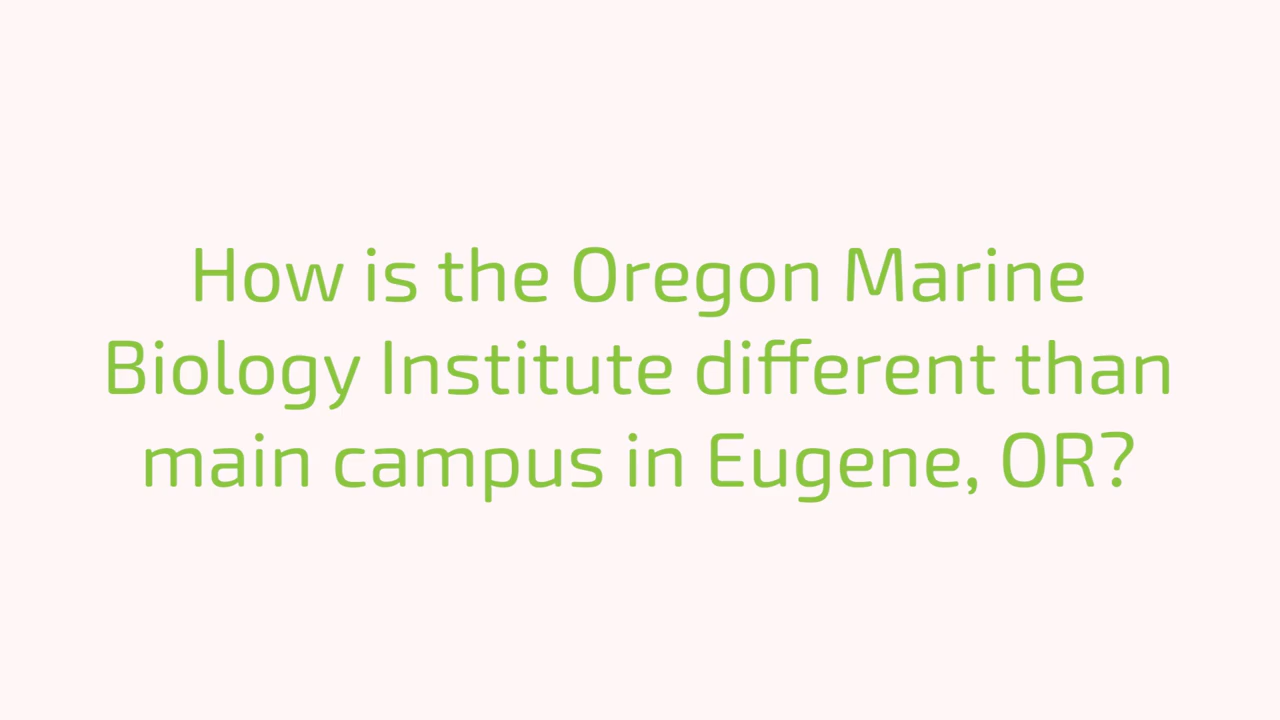 How is the Oregon Marine
Biology Institute different than
main campus in Eugene, OR?